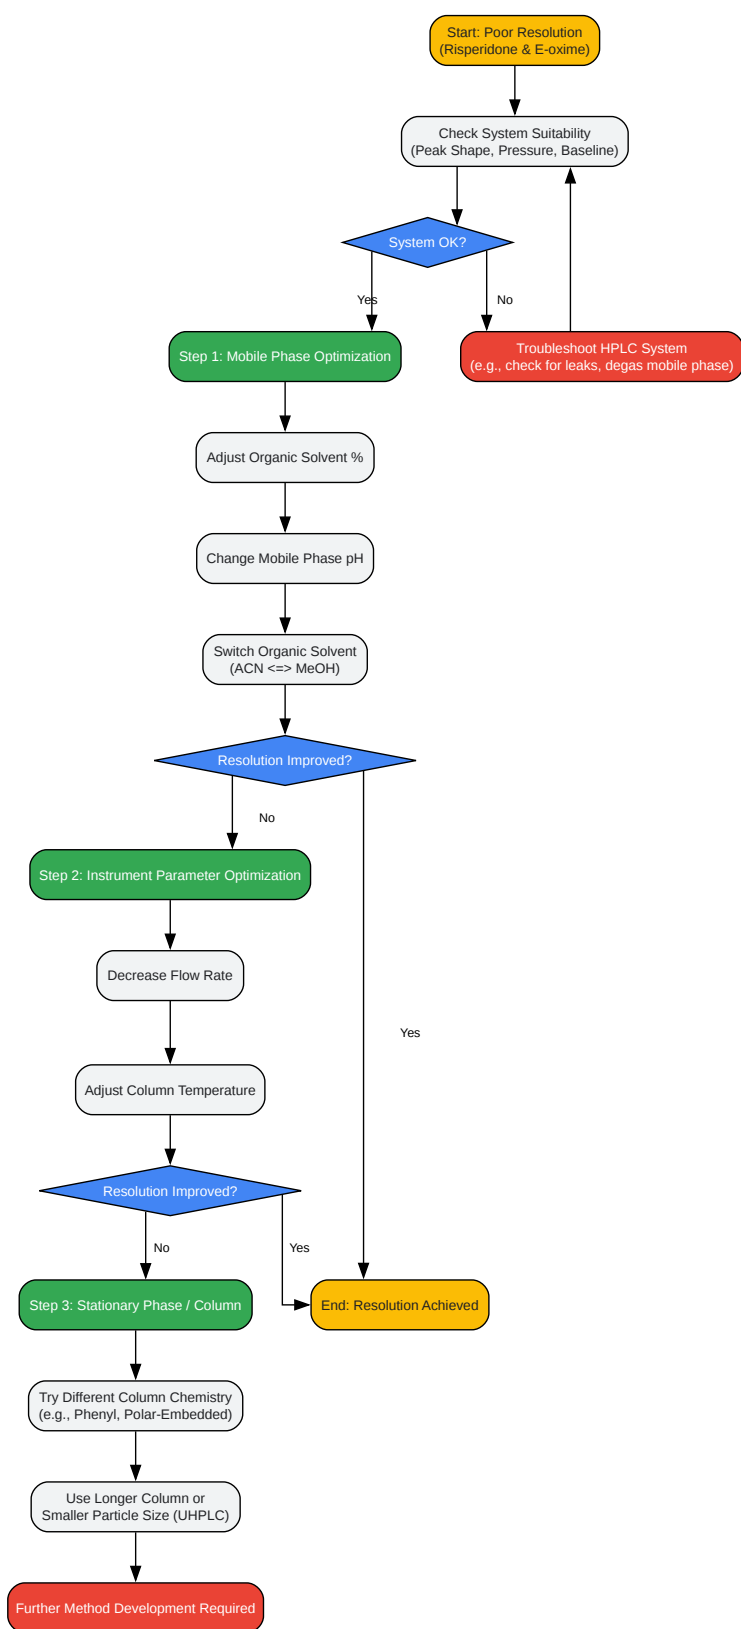 Start: Poor Resolution
(Risperidone & E-oxime)
Check System Suitability
(Peak Shape, Pressure, Baseline)
System OK?
Yes
No
Step 1: Mobile Phase Optimization
Troubleshoot HPLC System
(e.g., check for leaks, degas mobile phase)
Adjust Organic Solvent %
Change Mobile Phase pH
Switch Organic Solvent
(ACN <=> MeOH)
Resolution Improved?
No
Step 2: Instrument Parameter Optimization
Decrease Flow Rate
Yes
Adjust Column Temperature
Resolution Improved?
No
Yes
Step 3: Stationary Phase / Column
End: Resolution Achieved
Try Different Column Chemistry
(e.g., Phenyl, Polar-Embedded)
Use Longer Column or
Smaller Particle Size (UHPLC)
Further Method Development Required